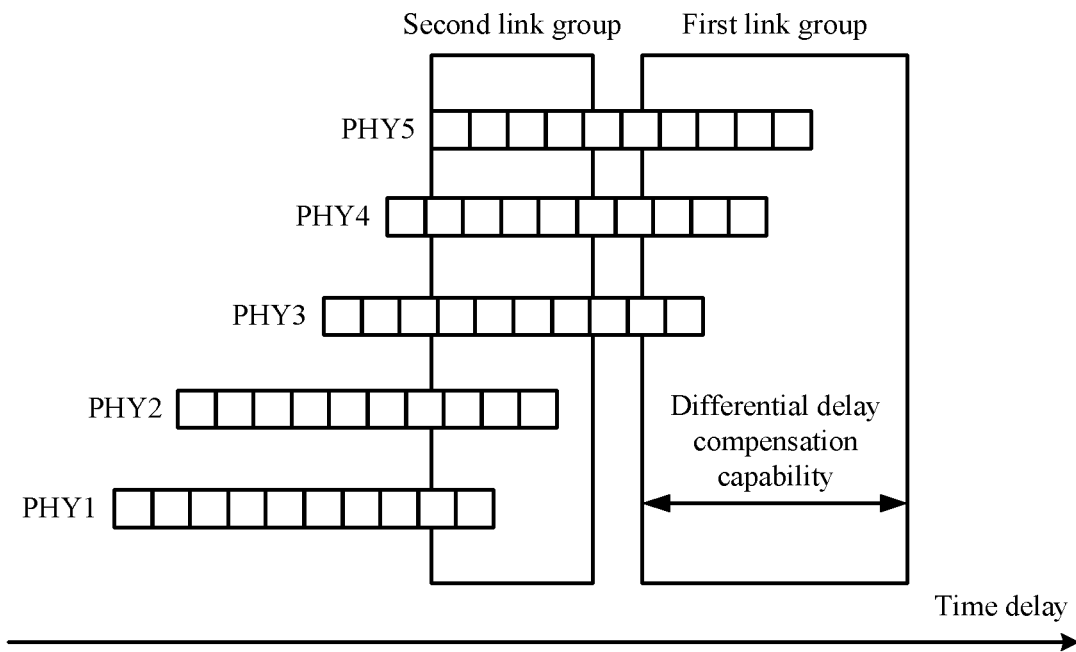 Second link group
First link group
PHY5
PHY4
PHY3
PHY2
Differential delay
compensation
capability
PHY1
Time delay